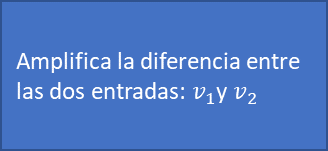 Amplifica la diferencia entre
las dos entradas: 𝑣₁y 𝑣₂